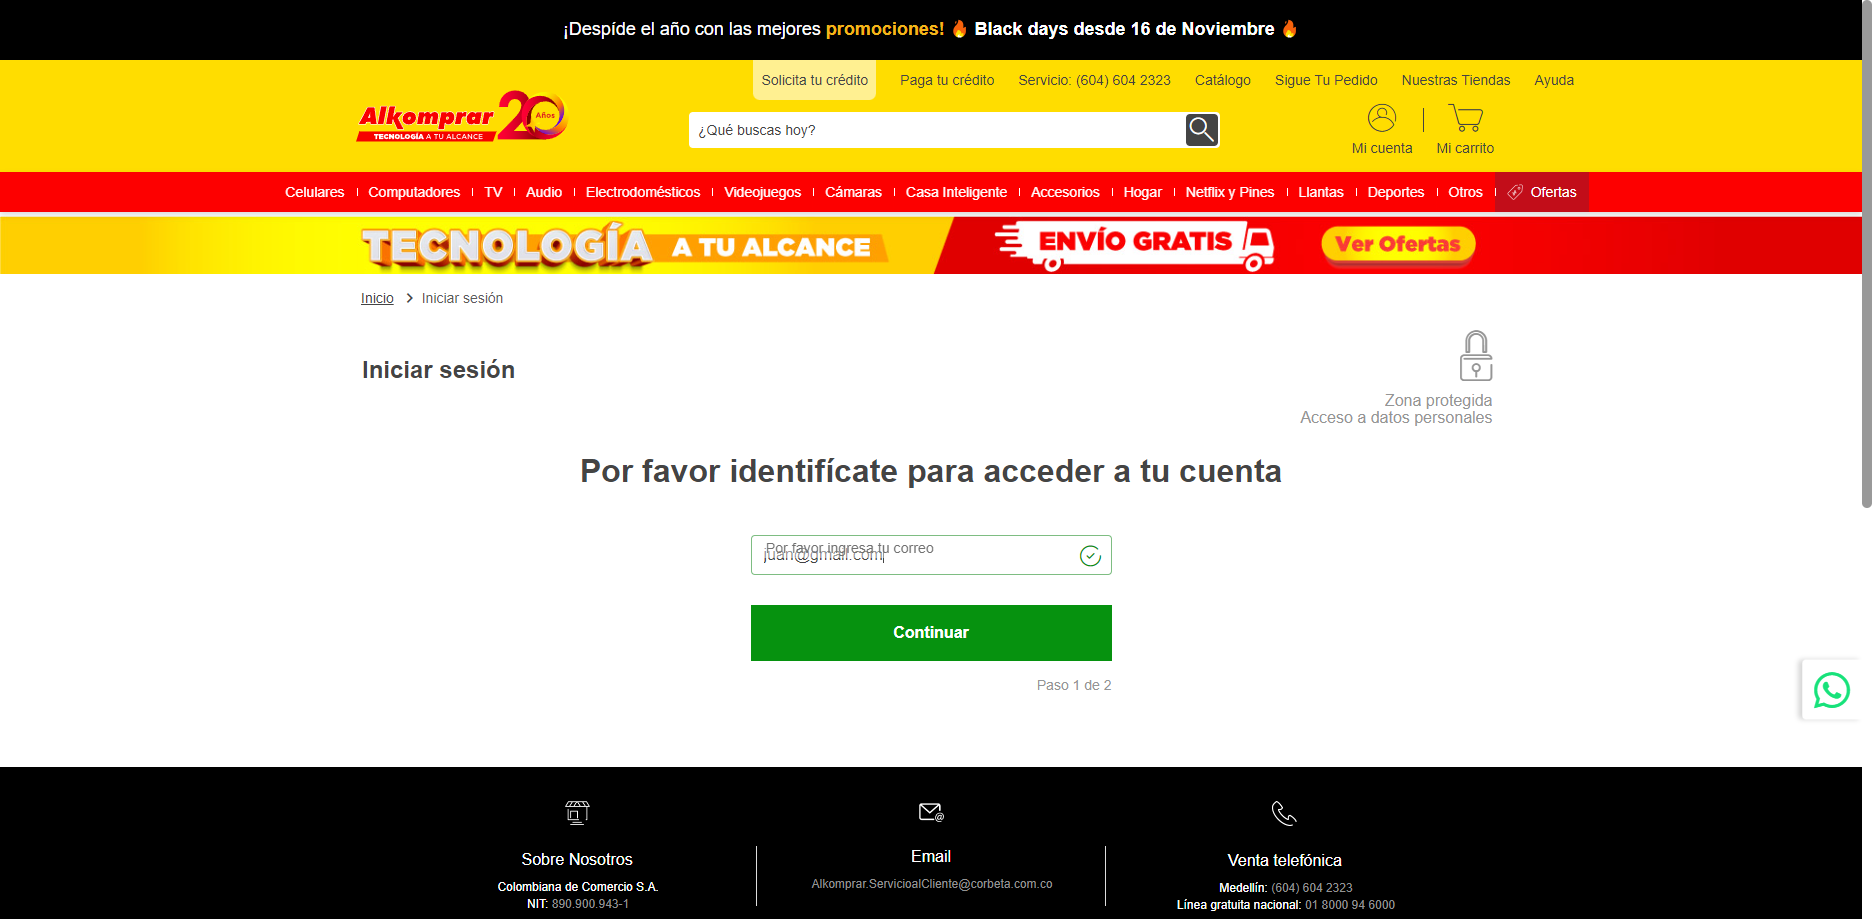 ¡Despíde el año con las mejores promociones! 🔥 Black days desde 16 de Noviembre 🔥
Solicita tu crédito
Paga tu crédito
Servicio: (604) 604 2323
Catálogo
Sigue Tu Pedido
Nuestras Tiendas
Ayuda
Alkomprar 20 Años
TECNOLOGÍA A TU ALCANCE
¿Qué buscas hoy?
Mi cuenta
Mi carrito
Celulares
Computadores
TV
Audio
Electrodomésticos
Videojuegos
Cámaras
Casa Inteligente
Accesorios
Hogar
Netflix y Pines
Llantas
Deportes
Otros
Ofertas
TECNOLOGÍA A TU ALCANCE
ENVÍO GRATIS
Ver Ofertas
Inicio > Iniciar sesión
Iniciar sesión
Zona protegida
Acceso a datos personales
Por favor identifícate para acceder a tu cuenta
Por favor ingresa tu correo
juan@gmail.com
Continuar
Paso 1 de 2
Sobre Nosotros
Colombiana de Comercio S.A.
NIT: 890.900.943-1
Email
Alkomprar.ServicioalCliente@corbeta.com.co
Venta telefónica
Medellín: (604) 604 2323
Línea gratuita nacional: 01 8000 94 6000